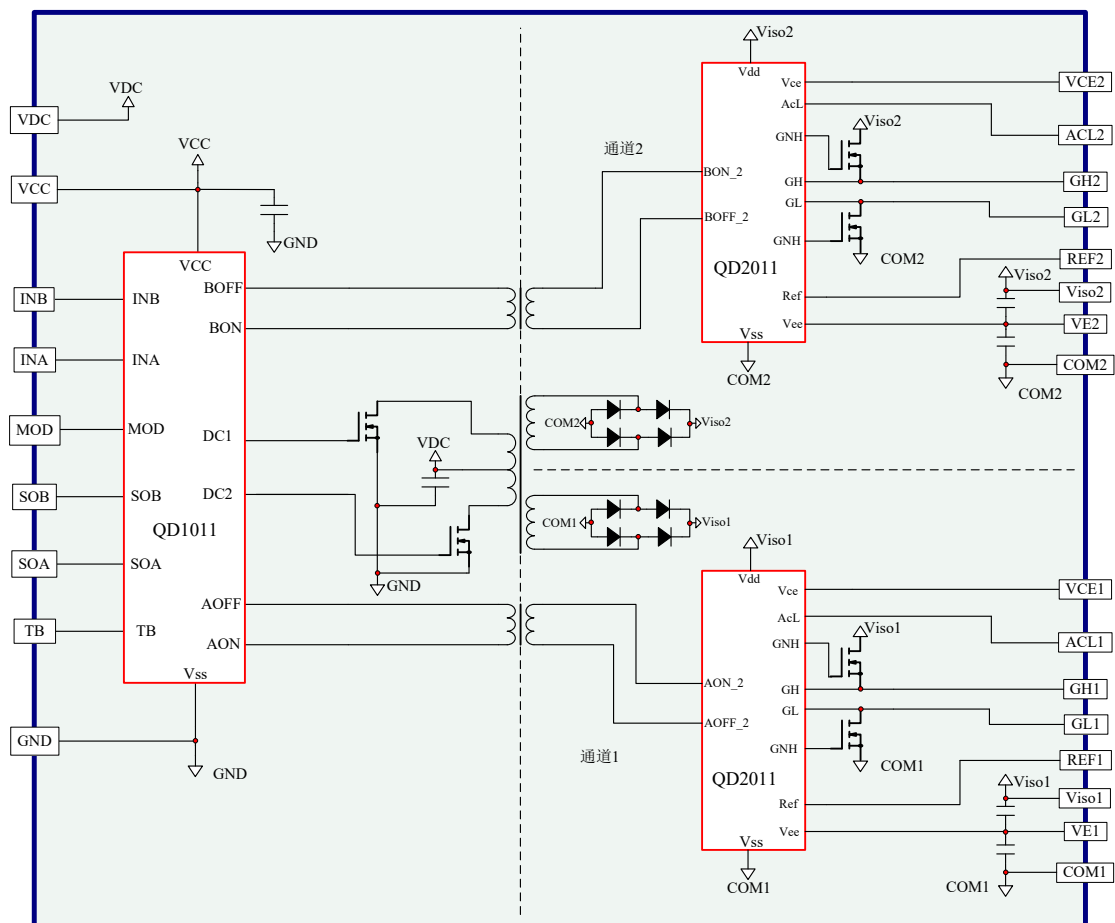 VDC
VDC
VCC
VCC
GND
VCC
INB
INA
MOD
SOB
SOA
TB
GND
INB
INA
MOD
SOB
SOA
TB
QD1011
BOFF
BON
DC1
DC2
AOFF
AON
Vss
GND
VDC
GND
COM2
Viso2
COM1
Viso1
通道2
Viso2
Vdd
BON_2
BOFF_2
QD2011
Vce
AcL
GNH
GH
GL
GNH
Ref
Vee
Vss
COM2
Viso2
COM2
Viso2
COM2
VCE2
ACL2
GH2
GL2
REF2
Viso2
VE2
COM2
通道1
Viso1
Vdd
AON_2
AOFF_2
QD2011
Vce
AcL
GNH
GH
GL
GNH
Ref
Vee
Vss
COM1
Viso1
COM1
Viso1
COM1
VCE1
ACL1
GH1
GL1
REF1
Viso1
VE1
COM1